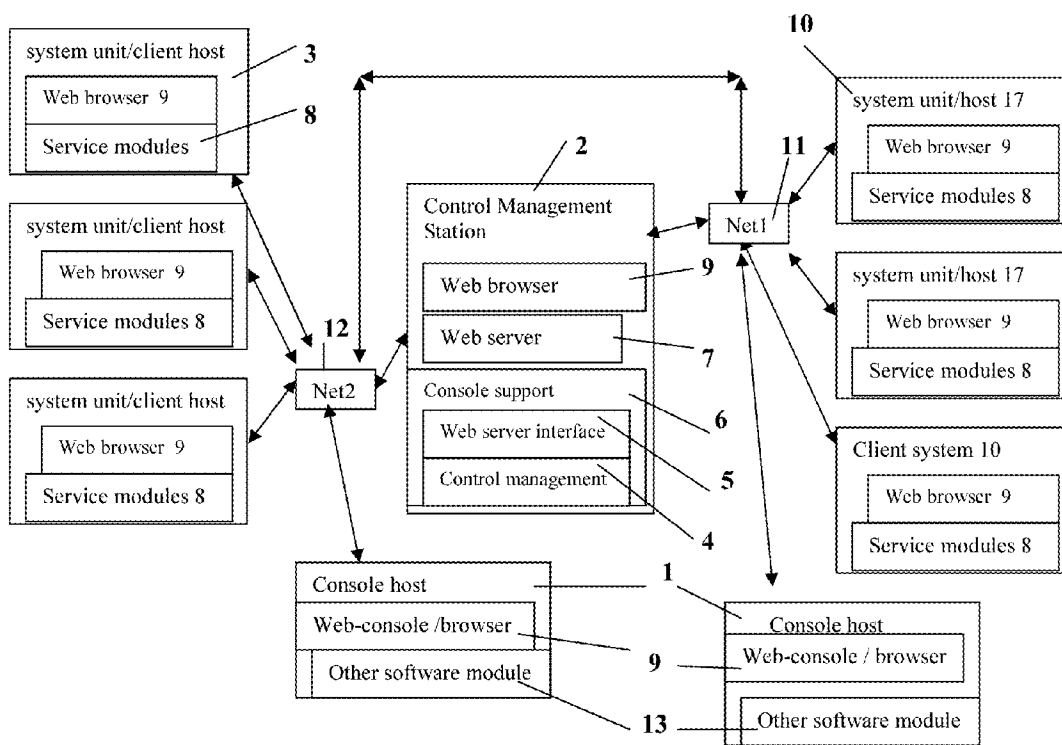 system unit/client host
3
Web browser 9
8
Service modules
system unit/client host
Web browser 9
Service modules 8
system unit/client host
Web browser 9
Service modules 8
12
Net2
2
Control Management
Station
Web browser
9
Web server
7
Console support
6
Web server interface
5
Control management
4
11
Net1
10
system unit/host 17
Web browser 9
Service modules 8
system unit/host 17
Web browser 9
Service modules 8
Client system 10
Web browser 9
Service modules 8
Console host
1
Web-console /browser
9
Other software module
13
Console host
Web-console / browser
Other software module